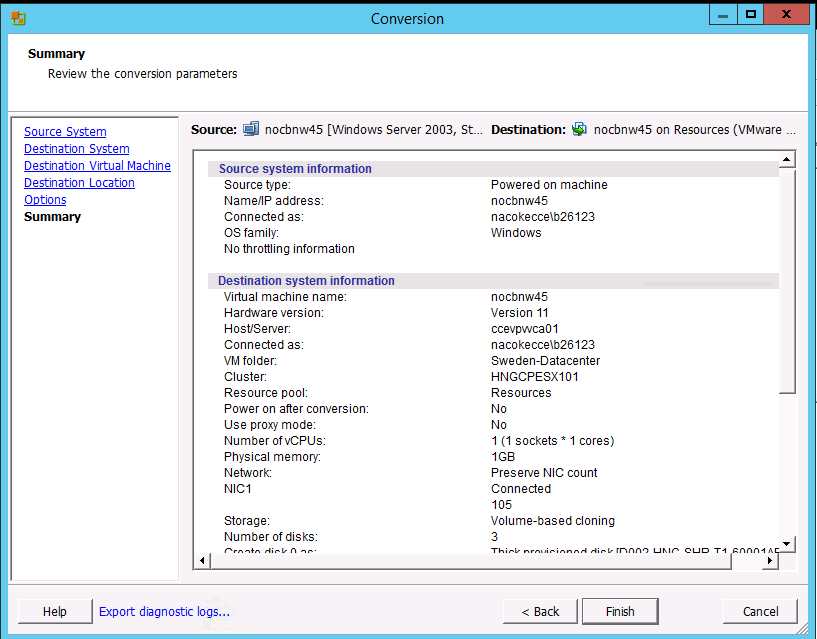 Conversion
Summary
Review the conversion parameters
Source System
Destination System
Destination Virtual Machine
Destination Location
Options
Summary
Source: nocbnw45 [Windows Server 2003, St... Destination: nocbnw45 on Resources (VMware ...
Source system information
Source type: Powered on machine
Name/IP address: nocbnw45
Connected as: nacokecce\b26123
OS family: Windows
No throttling information
Destination system information
Virtual machine name: nocbnw45
Hardware version: Version 11
Host/Server: ccevpwca01
Connected as: nacokecce\b26123
VM folder: Sweden-Datacenter
Cluster: HNGCPESX101
Resource pool: Resources
Power on after conversion: No
Use proxy mode: No
Number of vCPUs: 1 (1 sockets * 1 cores)
Physical memory: 1GB
Network: Preserve NIC count
NIC1 Connected
105
Storage: Volume-based cloning
Number of disks: 3
Create disk 0 as: Thick provisioned disk [D002-HNC-SHR-T1-60001AF
Help Export diagnostic logs... < Back Finish Cancel